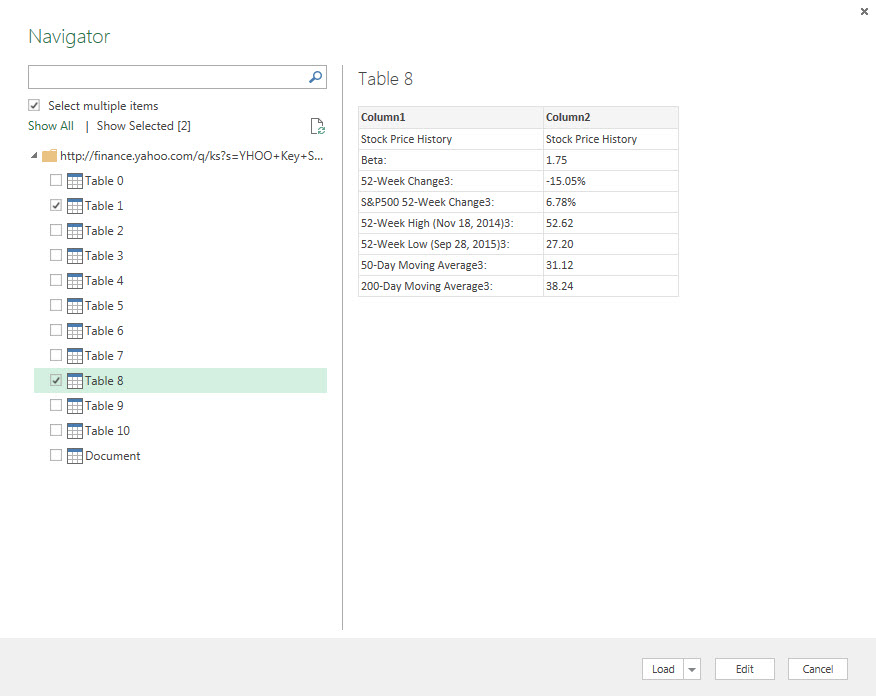 Navigator
Select multiple items
Show All | Show Selected [2]
http://finance.yahoo.com/q/ks?s=YHOO+Key+S...
Table 0
Table 1
Table 2
Table 3
Table 4
Table 5
Table 6
Table 7
Table 8
Table 9
Table 10
Document
Table 8
Column1 Column2
Stock Price History Stock Price History
Beta: 1.75
52-Week Change3: -15.05%
S&P500 52-Week Change3: 6.78%
52-Week High (Nov 18, 2014)3: 52.62
52-Week Low (Sep 28, 2015)3: 27.20
50-Day Moving Average3: 31.12
200-Day Moving Average3: 38.24
Load Edit Cancel